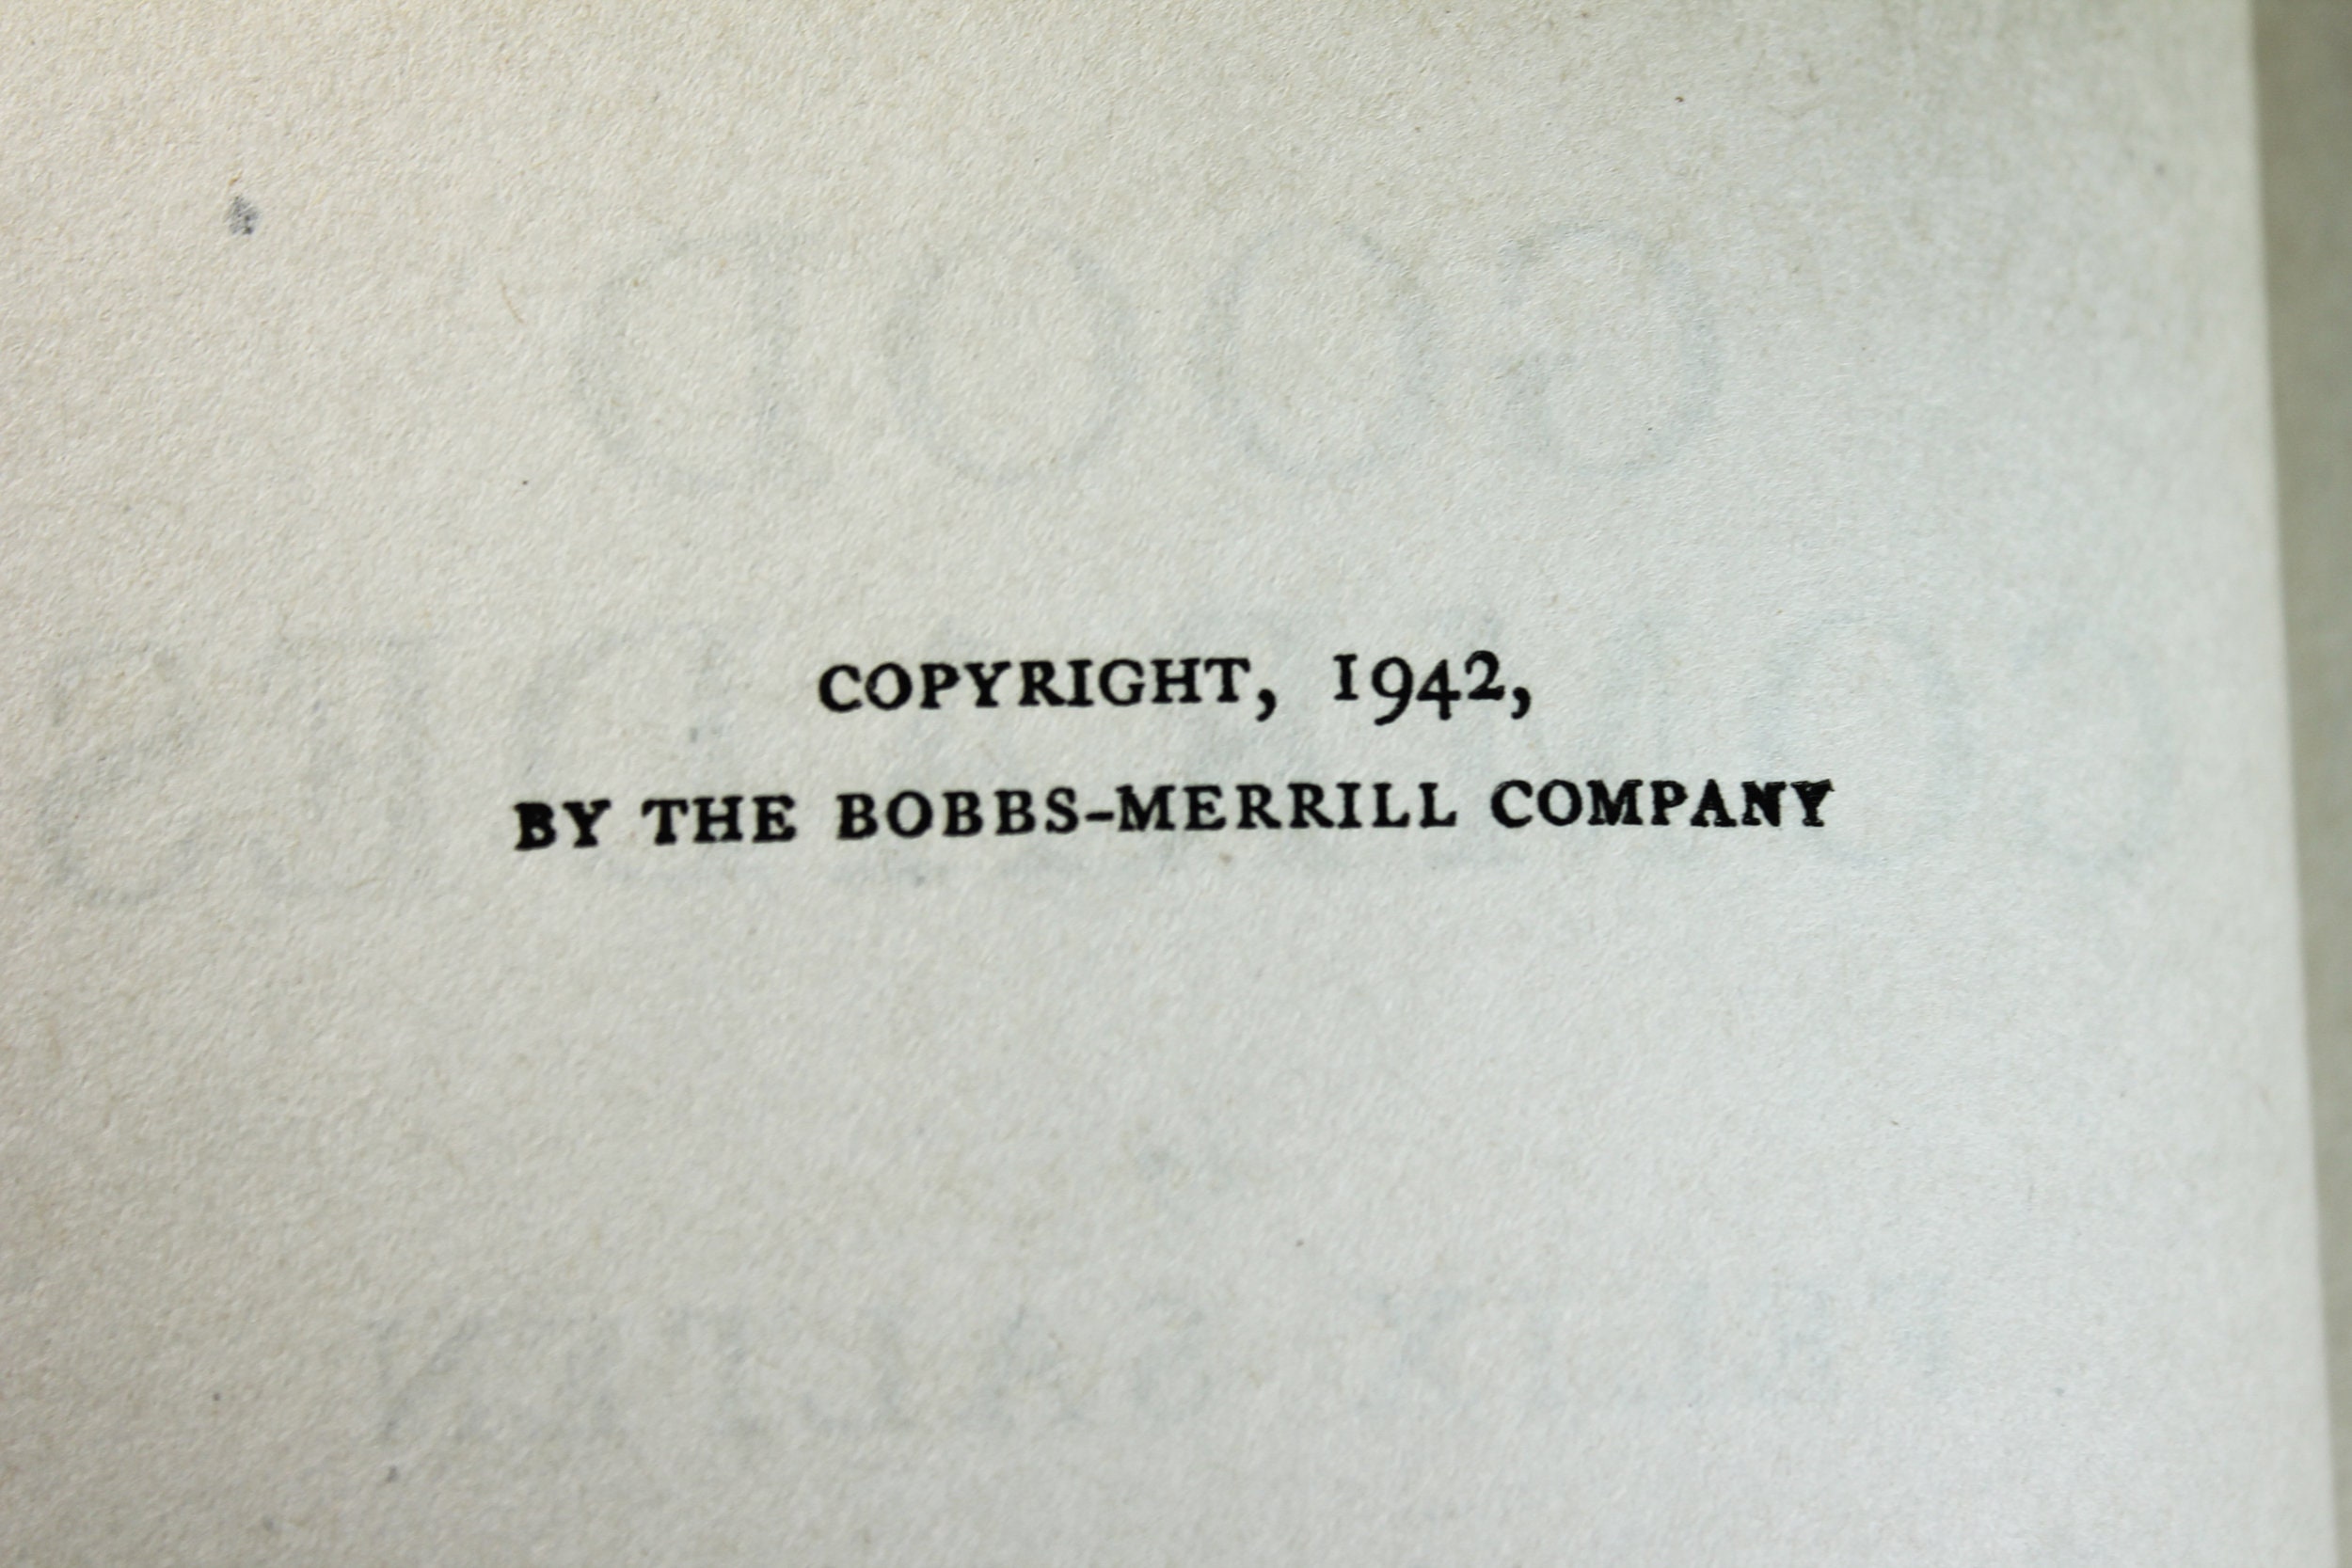 COPYRIGHT, 1942,
BY THE BOBBS-MERRILL COMPANY